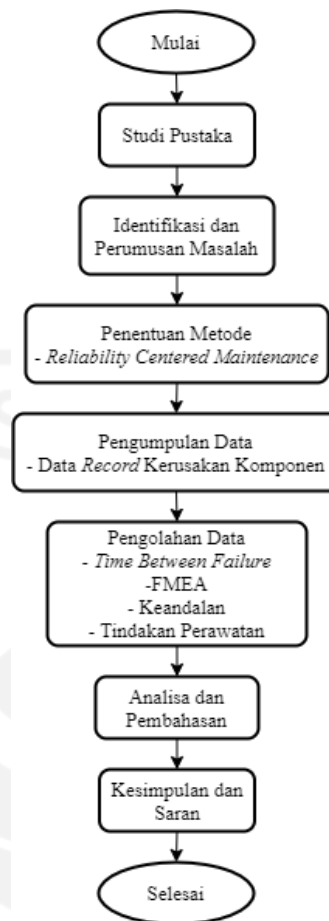 Mulai
Studi Pustaka
Identifikasi dan
Perumusan Masalah
Penentuan Metode
- Reliability Centered Maintenance
Pengumpulan Data
- Data Record Kerusakan Komponen
Pengolahan Data
- Time Between Failure
-FMEA
- Keandalan
- Tindakan Perawatan
Analisa dan
Pembahasan
Kesimpulan dan
Saran
Selesai